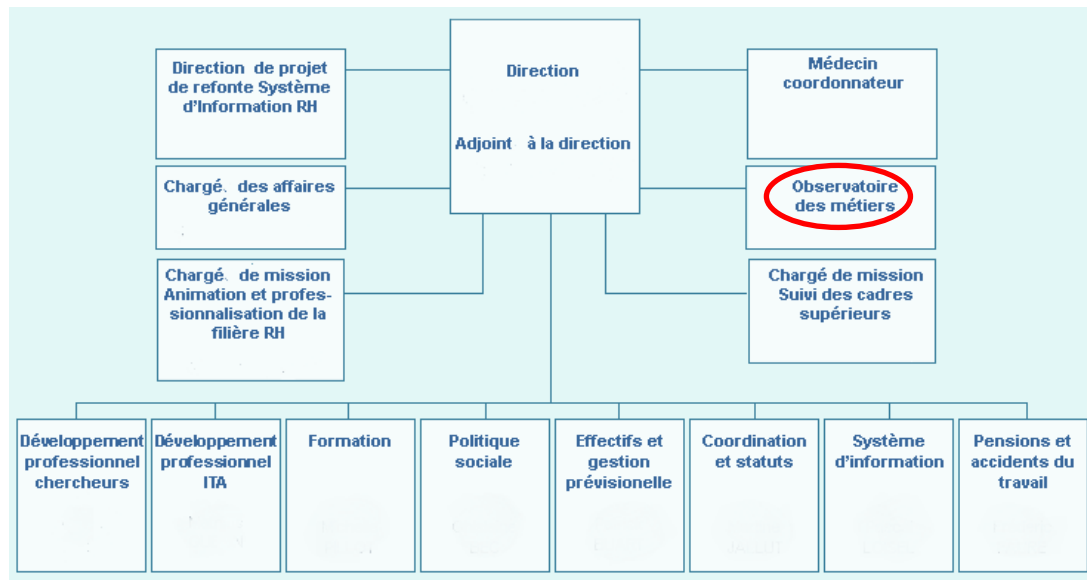 Direction de projet
de refonte Système
d'Information RH
Direction
Adjoint à la direction
Médecin
coordonnateur
Chargé. des affaires
générales
Observatoire
des métiers
Chargé. de mission
Animation et profes-
sionnalisation de la
filière RH
Chargé de mission
Suivi des cadres
supérieurs
Développement
professionnel
chercheurs
Développement
professionnel
ITA
Formation
Politique
sociale
Effectifs et
gestion
prévisionelle
Coordination
et statuts
Système
d'information
Pensions et
accidents du
travail